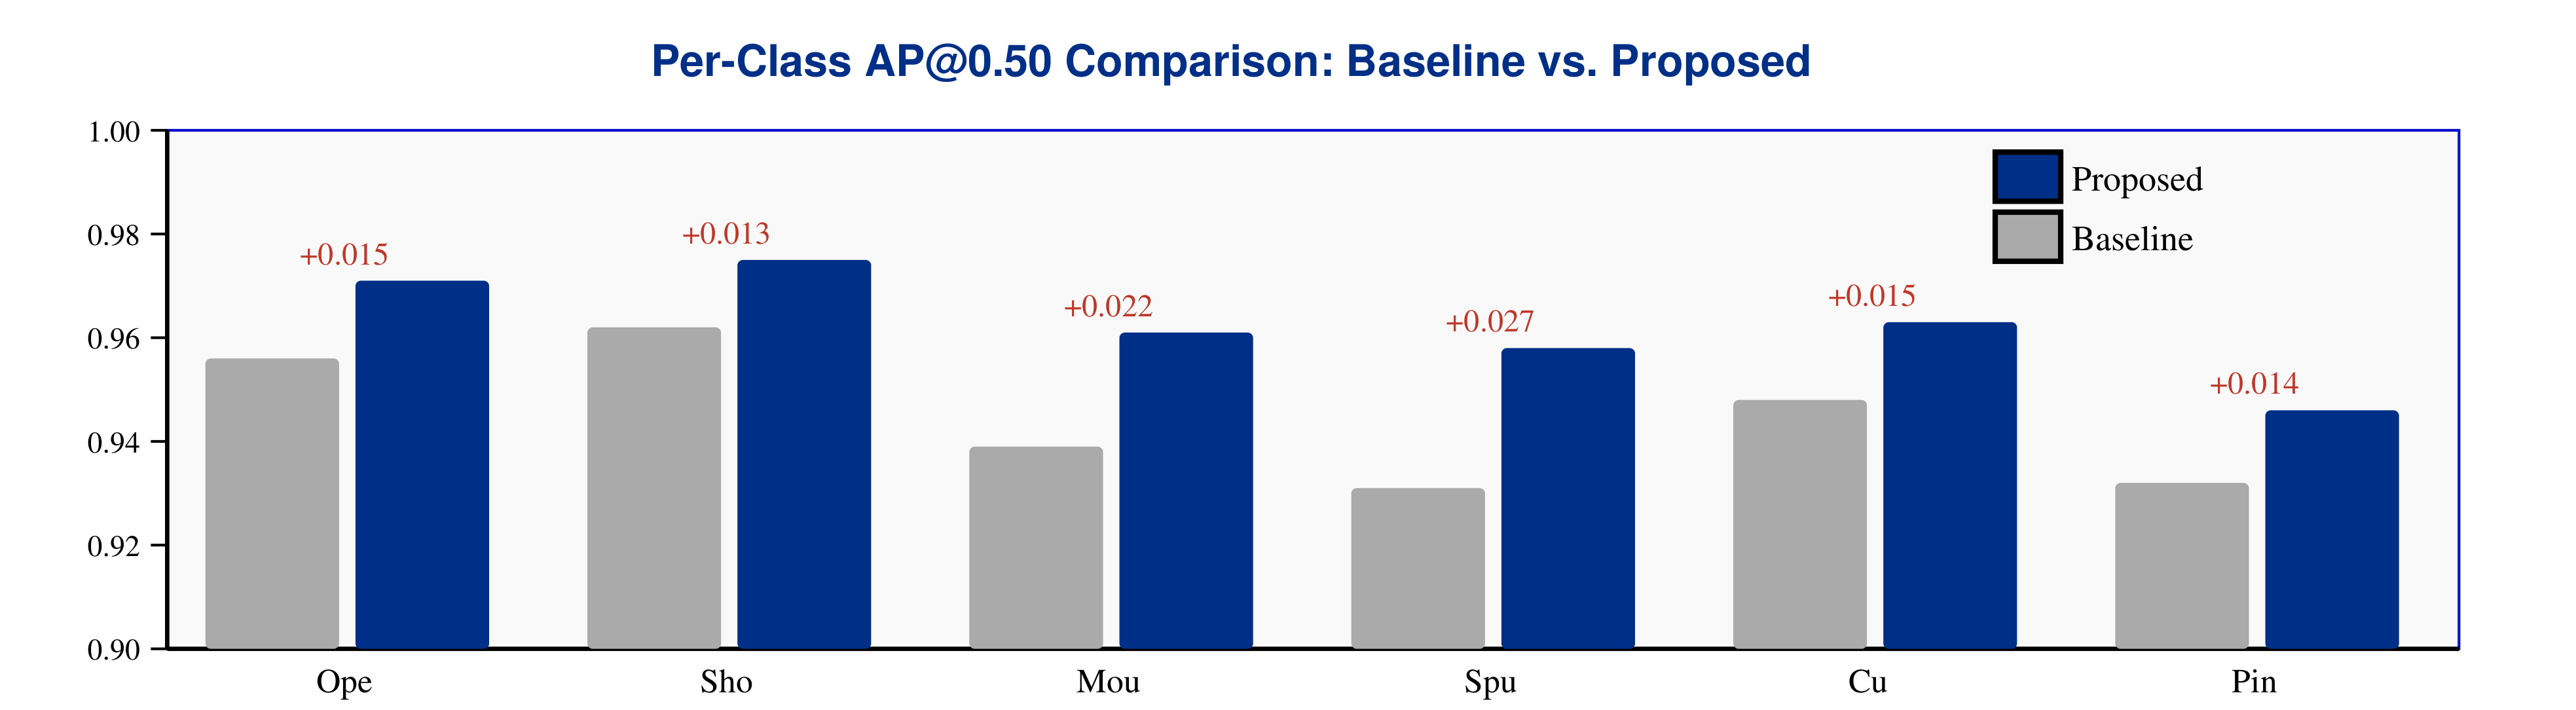 Per-Class AP@0.50 Comparison: Baseline vs. Proposed
1.00
0.98
0.96
0.94
0.92
0.90
+0.015
+0.013
+0.022
+0.027
+0.015
+0.014
Proposed
Baseline
Ope
Sho
Mou
Spu
Cu
Pin